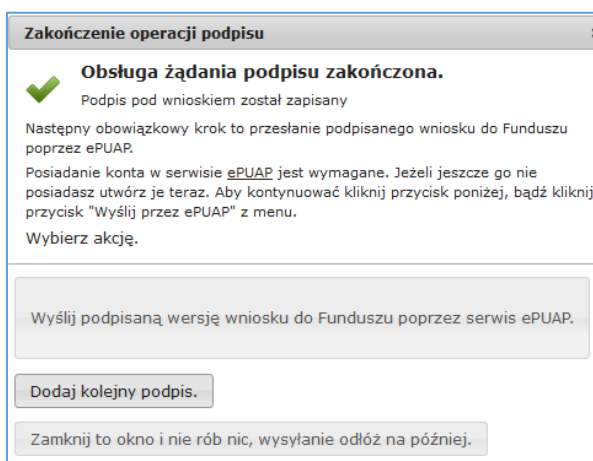 Zakończenie operacji podpisu
Obsługa żądania podpisu zakończona.
Podpis pod wnioskiem został zapisany
Następny obowiązkowy krok to przesłanie podpisanego wniosku do Funduszu
poprzez ePUAP.
Posiadanie konta w serwisie ePUAP jest wymagane. Jeżeli jeszcze go nie
posiadasz utwórz je teraz. Aby kontynuować kliknij przycisk poniżej, bądź kliknij
przycisk "Wyślij przez ePUAP" z menu.
Wybierz akcję.
Wyślij podpisaną wersję wniosku do Funduszu poprzez serwis ePUAP.
Dodaj kolejny podpis.
Zamknij to okno i nie rób nic, wysyłanie odłóż na później.